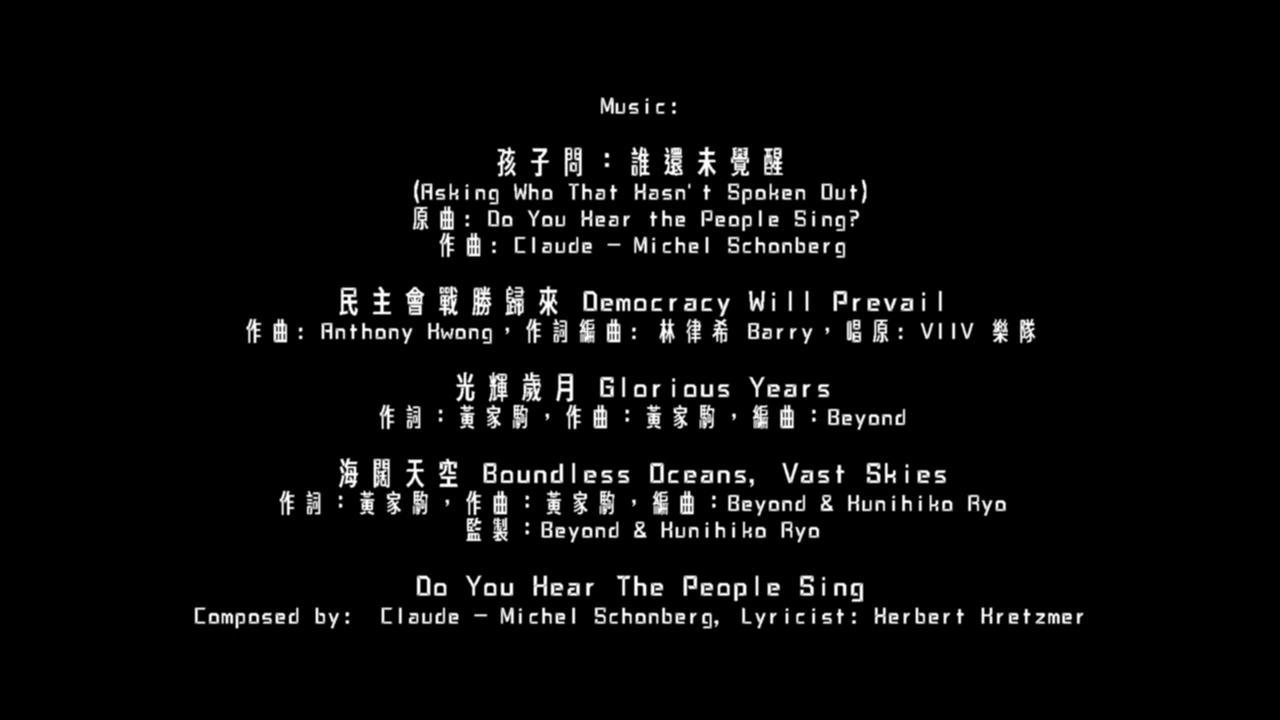 Music:
孩子問：誰還未覺醒
(Asking Who That Hasn't Spoken Out)
原曲: Do You Hear the People Sing?
作曲: Claude - Michel Schonberg
民主會戰勝歸來 Democracy Will Prevail
作曲: Anthony Kwong，作詞編曲: 林律希 Barry，唱原: VIIV 樂隊
光輝歲月 Glorious Years
作詞：黃家駒，作曲：黃家駒，編曲：Beyond
海闊天空 Boundless Oceans, Vast Skies
作詞：黃家駒，作曲：黃家駒，編曲：Beyond & Kunihiko Ryo
監製：Beyond & Kunihiko Ryo
Do You Hear The People Sing
Composed by: Claude - Michel Schonberg, Lyricist: Herbert Kretzmer